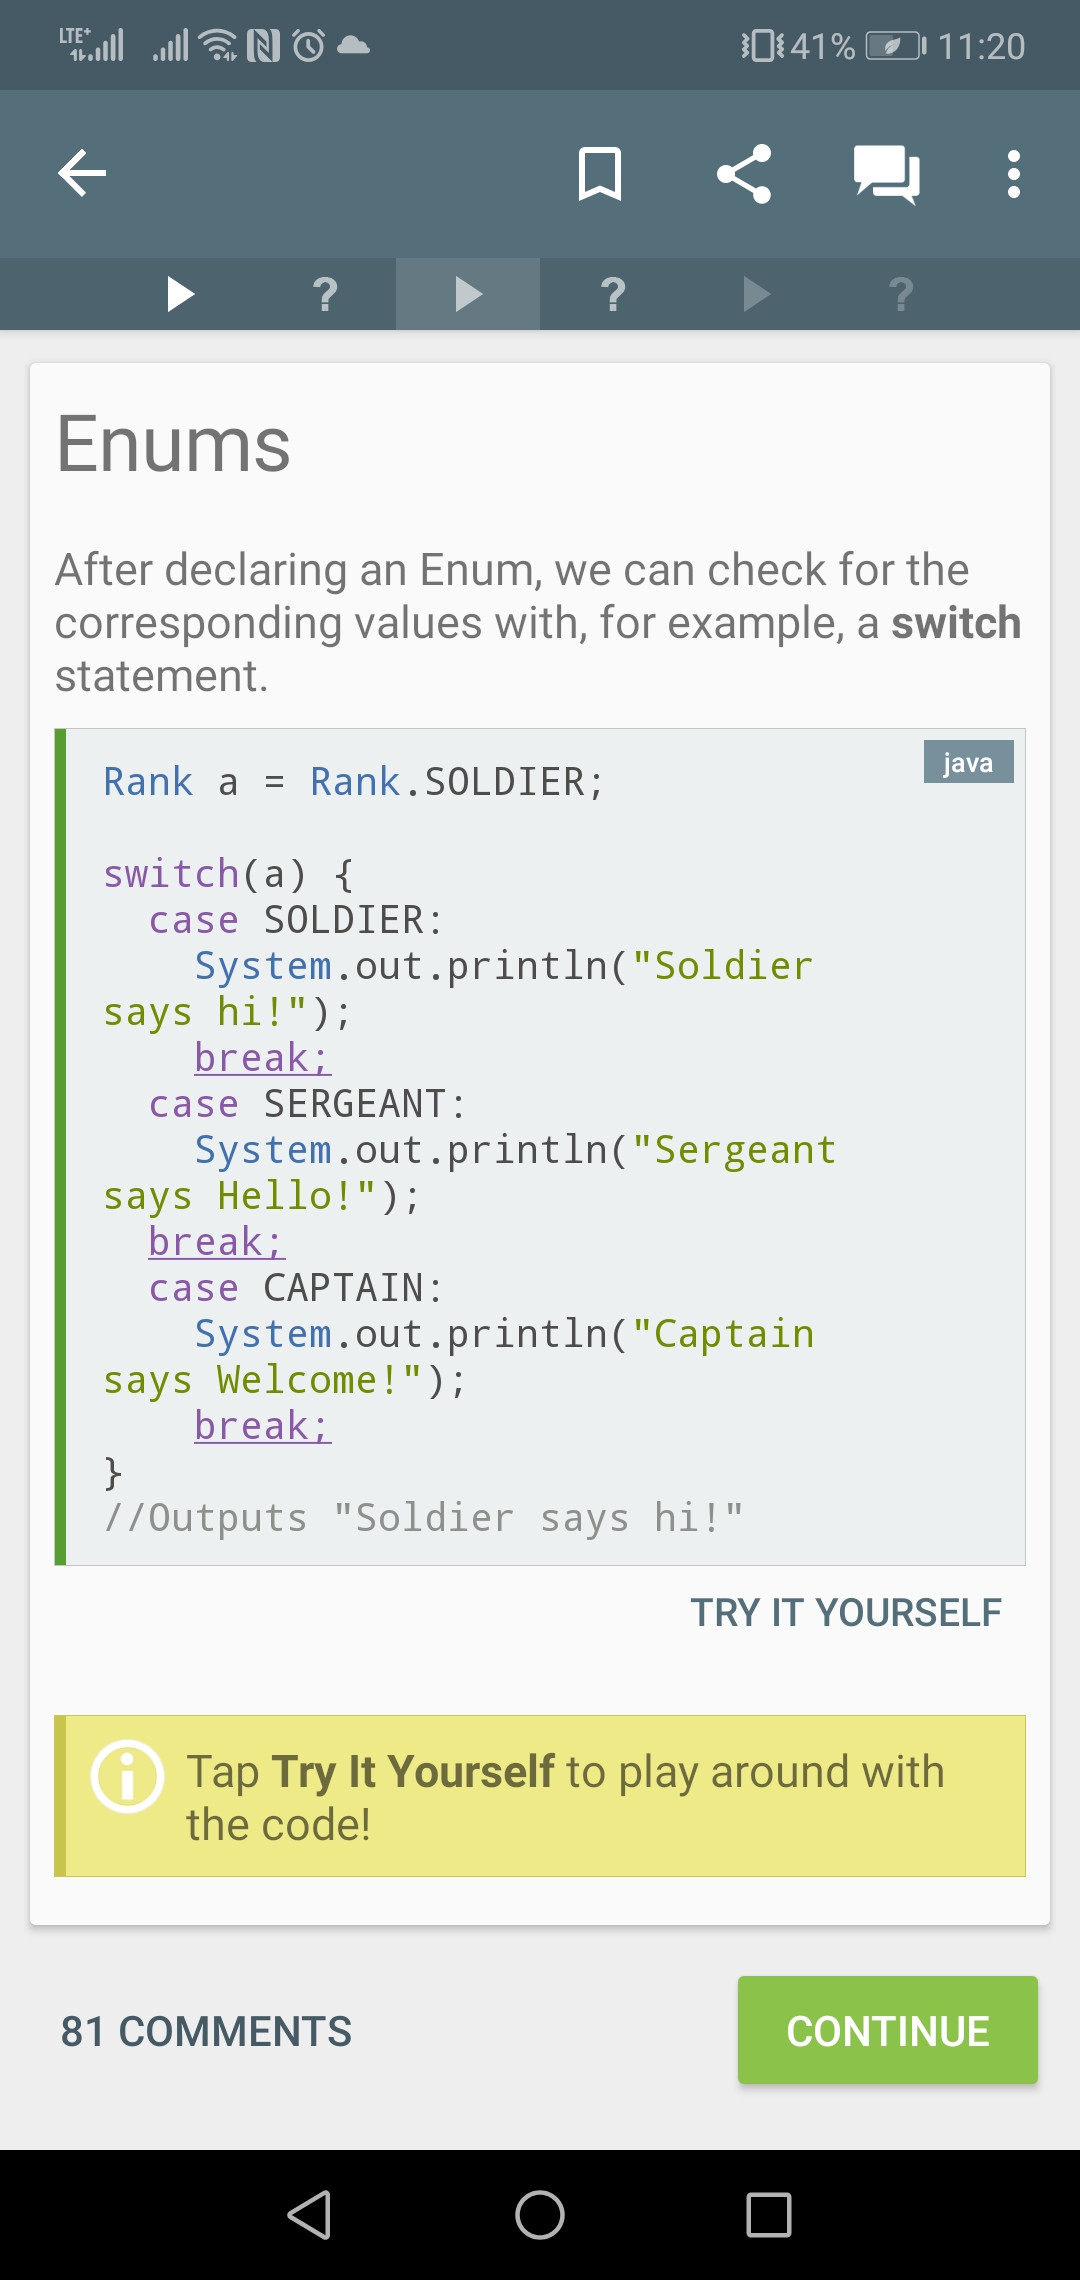 LTE+ 41% 11:20
? ? ?
Enums
After declaring an Enum, we can check for the
corresponding values with, for example, a switch
statement.
java
Rank a = Rank.SOLDIER;
switch(a) {
case SOLDIER:
System.out.println("Soldier
says hi!");
break;
case SERGEANT:
System.out.println("Sergeant
says Hello!");
break;
case CAPTAIN:
System.out.println("Captain
says Welcome!");
break;
}
//Outputs "Soldier says hi!"
TRY IT YOURSELF
Tap Try It Yourself to play around with
the code!
81 COMMENTS
CONTINUE